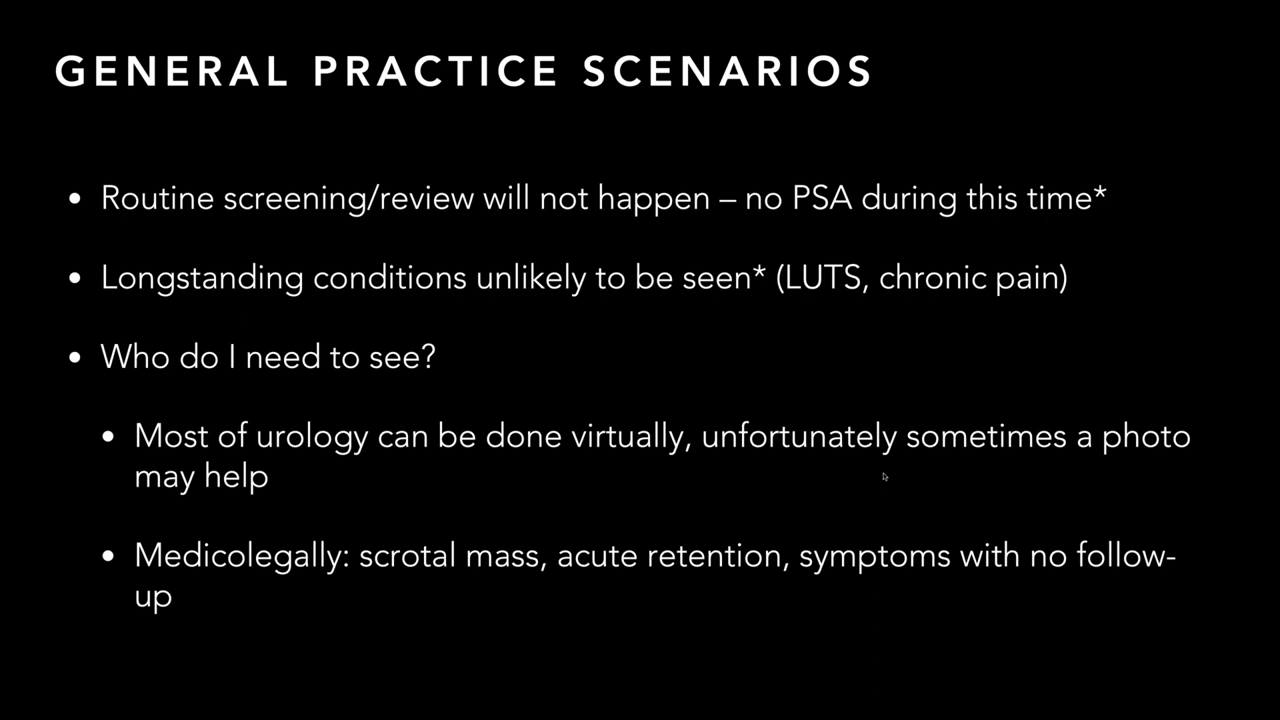 GENERAL PRACTICE SCENARIOS
• Routine screening/review will not happen – no PSA during this time*
• Longstanding conditions unlikely to be seen* (LUTS, chronic pain)
• Who do I need to see?
• Most of urology can be done virtually, unfortunately sometimes a photo
may help
• Medicolegally: scrotal mass, acute retention, symptoms with no follow-
up